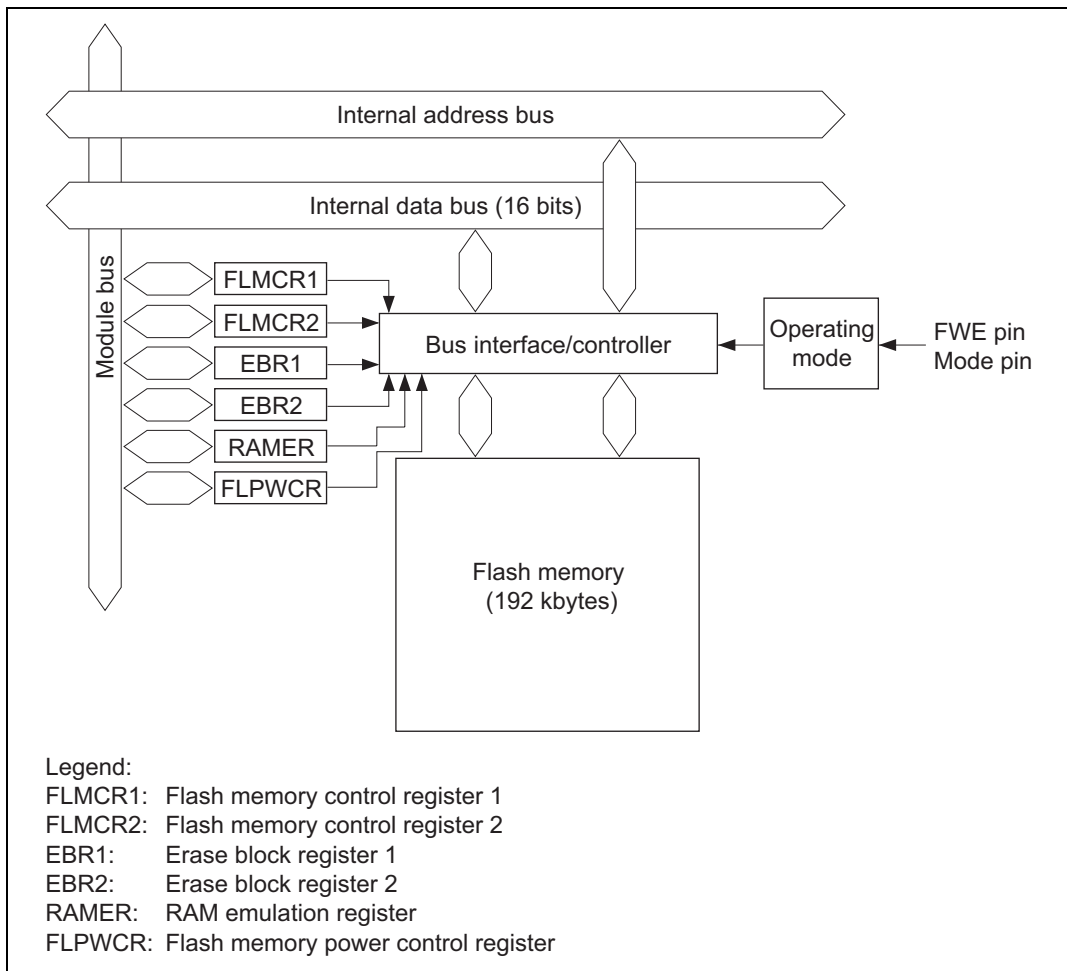 Internal address bus
Internal data bus (16 bits)
Module bus
FLMCR1
FLMCR2
EBR1
EBR2
RAMER
FLPWCR
Bus interface/controller
Operating
mode
FWE pin
Mode pin
Flash memory
(192 kbytes)
Legend:
FLMCR1: Flash memory control register 1
FLMCR2: Flash memory control register 2
EBR1: Erase block register 1
EBR2: Erase block register 2
RAMER: RAM emulation register
FLPWCR: Flash memory power control register